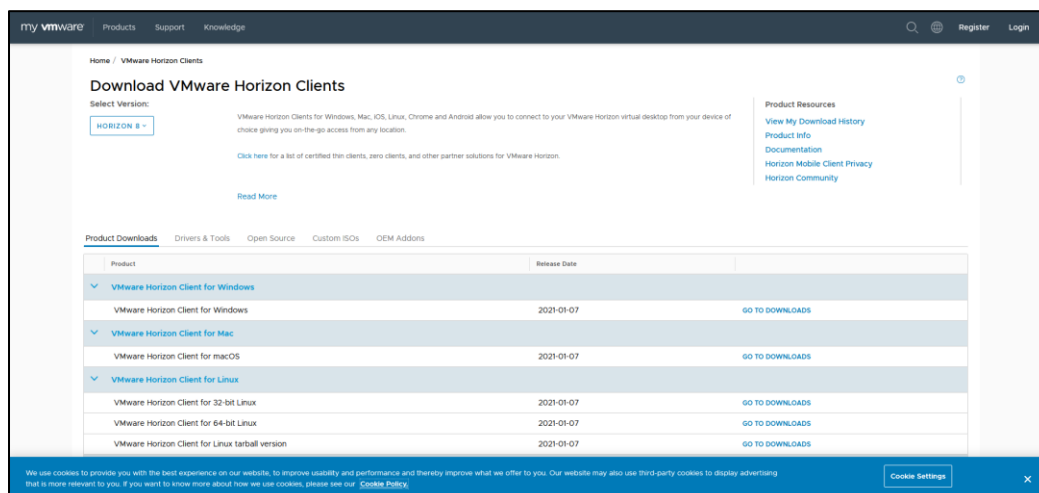 my vmware Products Support Knowledge Register Login
Home / VMware Horizon Clients
Download VMware Horizon Clients
Select Version:
HORIZON 8
VMware Horizon Clients for Windows, Mac, iOS, Linux, Chrome and Android allow you to connect to your VMware Horizon virtual desktop from your device of
choice giving you on-the-go access from any location.
Click here for a list of certified thin clients, zero clients, and other partner solutions for VMware Horizon.
Read More
Product Resources
View My Download History
Product Info
Documentation
Horizon Mobile Client Privacy
Horizon Community
Product Downloads Drivers & Tools Open Source Custom ISOs OEM Addons
Product Release Date
VMware Horizon Client for Windows
VMware Horizon Client for Windows 2021-01-07 GO TO DOWNLOADS
VMware Horizon Client for Mac
VMware Horizon Client for macOS 2021-01-07 GO TO DOWNLOADS
VMware Horizon Client for Linux
VMware Horizon Client for 32-bit Linux 2021-01-07 GO TO DOWNLOADS
VMware Horizon Client for 64-bit Linux 2021-01-07 GO TO DOWNLOADS
VMware Horizon Client for Linux tarball version 2021-01-07 GO TO DOWNLOADS
We use cookies to provide you with the best experience on our website, to improve usability and performance and thereby improve what we offer to you. Our website may also use third-party cookies to display advertising
that is more relevant to you. If you want to know more about how we use cookies, please see our Cookie Policy.
Cookie Settings